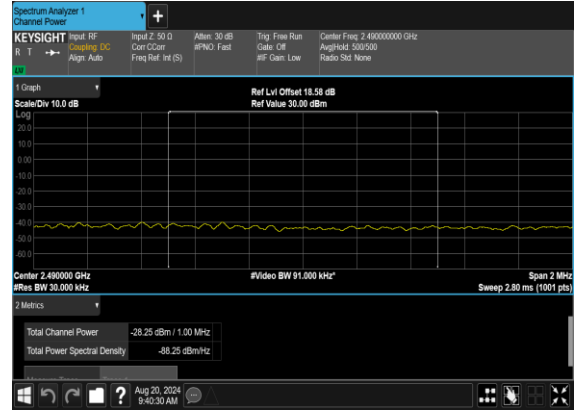 Spectrum Analyzer 1
Channel Power
+
KEYSIGHT Input: RF Input Z: 50 Ω Atten: 30 dB Trig: Free Run Center Freq: 2.490000000 GHz
R T Coupling: DC Corr CCorr #PNO: Fast Gate: Off Avg|Hold: 500/500
Align: Auto Freq Ref: Int (S) #IF Gain: Low Radio Std: None
1 Graph
Ref Lvl Offset 18.58 dB
Scale/Div 10.0 dB Ref Value 30.00 dBm
Log
20.0
10.0
0.00
-10.0
-20.0
-30.0
-40.0
-50.0
-60.0
Center 2.490000 GHz #Video BW 91.000 kHz* Span 2 MHz
#Res BW 30.000 kHz Sweep 2.80 ms (1001 pts)
2 Metrics
Total Channel Power -28.25 dBm / 1.00 MHz
Total Power Spectral Density -88.25 dBm/Hz
? Aug 20, 2024
9:40:30 AM